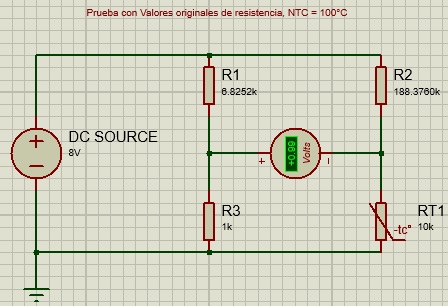 Prueba con Valores originales de resistencia, NTC = 100°C
R1
6.8252k
R2
188.3760k
DC SOURCE
8V
+0.99
Volts
R3
1k
-tc°
RT1
10k